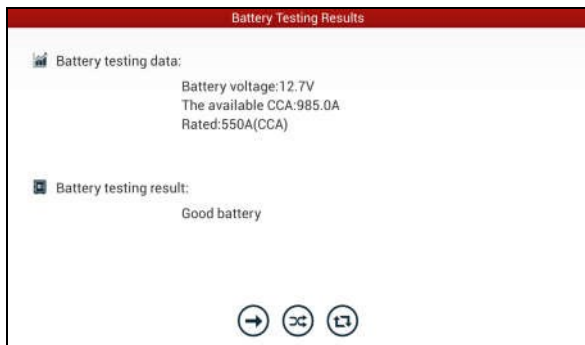 Battery Testing Results
Battery testing data:
Battery voltage:12.7V
The available CCA:985.0A
Rated:550A(CCA)
Battery testing result:
Good battery